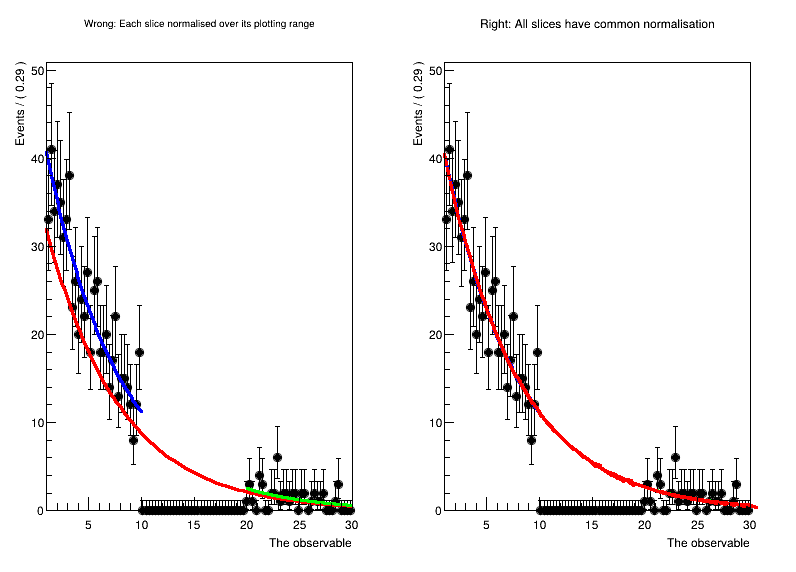 Wrong: Each slice normalised over its plotting range
Events / ( 0.29 )
50
40
30
20
10
0
5 10 15 20 25 30
The observable
Right: All slices have common normalisation
Events / ( 0.29 )
50
40
30
20
10
0
5 10 15 20 25 30
The observable